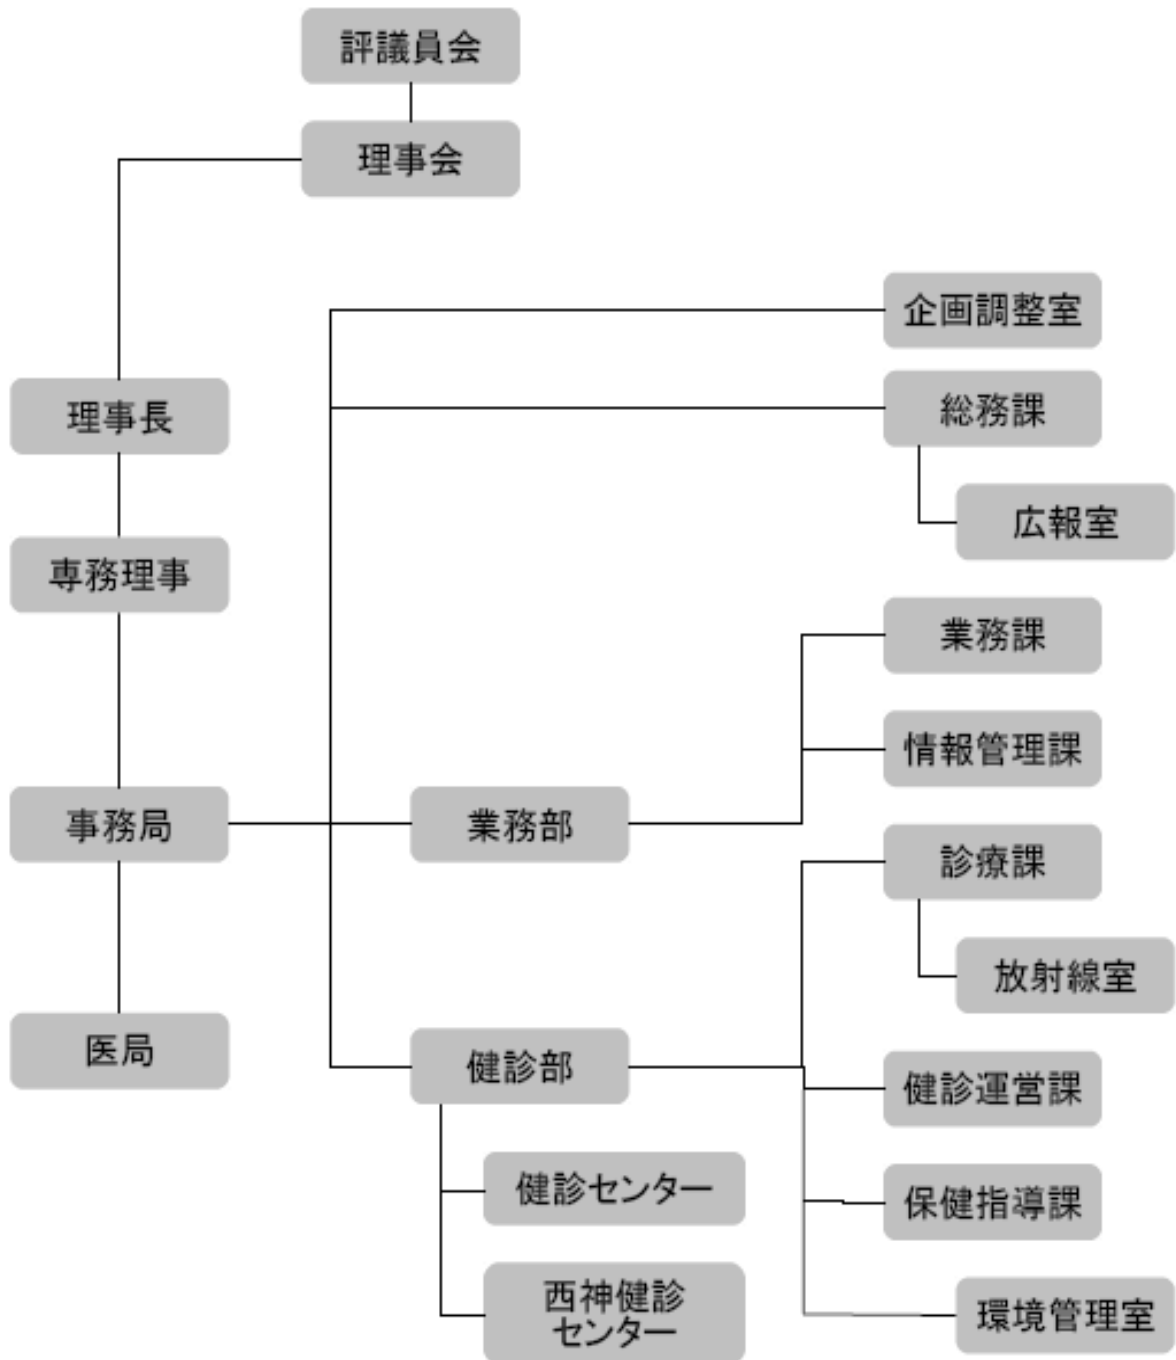 評議員会
理事会
企画調整室
理事長
総務課
広報室
専務理事
業務課
情報管理課
事務局
業務部
診療課
放射線室
医局
健診部
健診運営課
健診センター
保健指導課
西神健診
センター
環境管理室